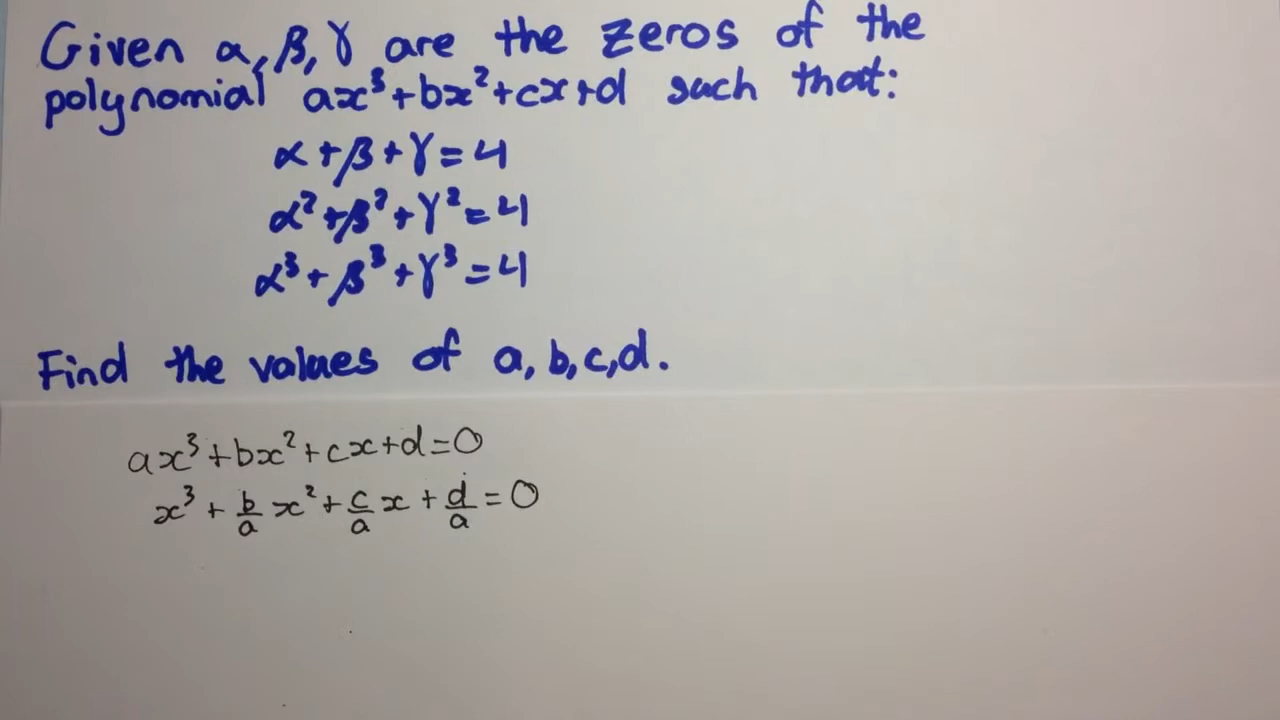 Given α, β, γ are the zeros of the
polynomial ax³+bx²+cx+d such that:
α+β+γ=4
α²+β²+γ²=4
α³+β³+γ³=4
Find the values of a, b, c, d.
ax³+bx²+cx+d=0
x³+b/a x²+c/a x+d/a=0